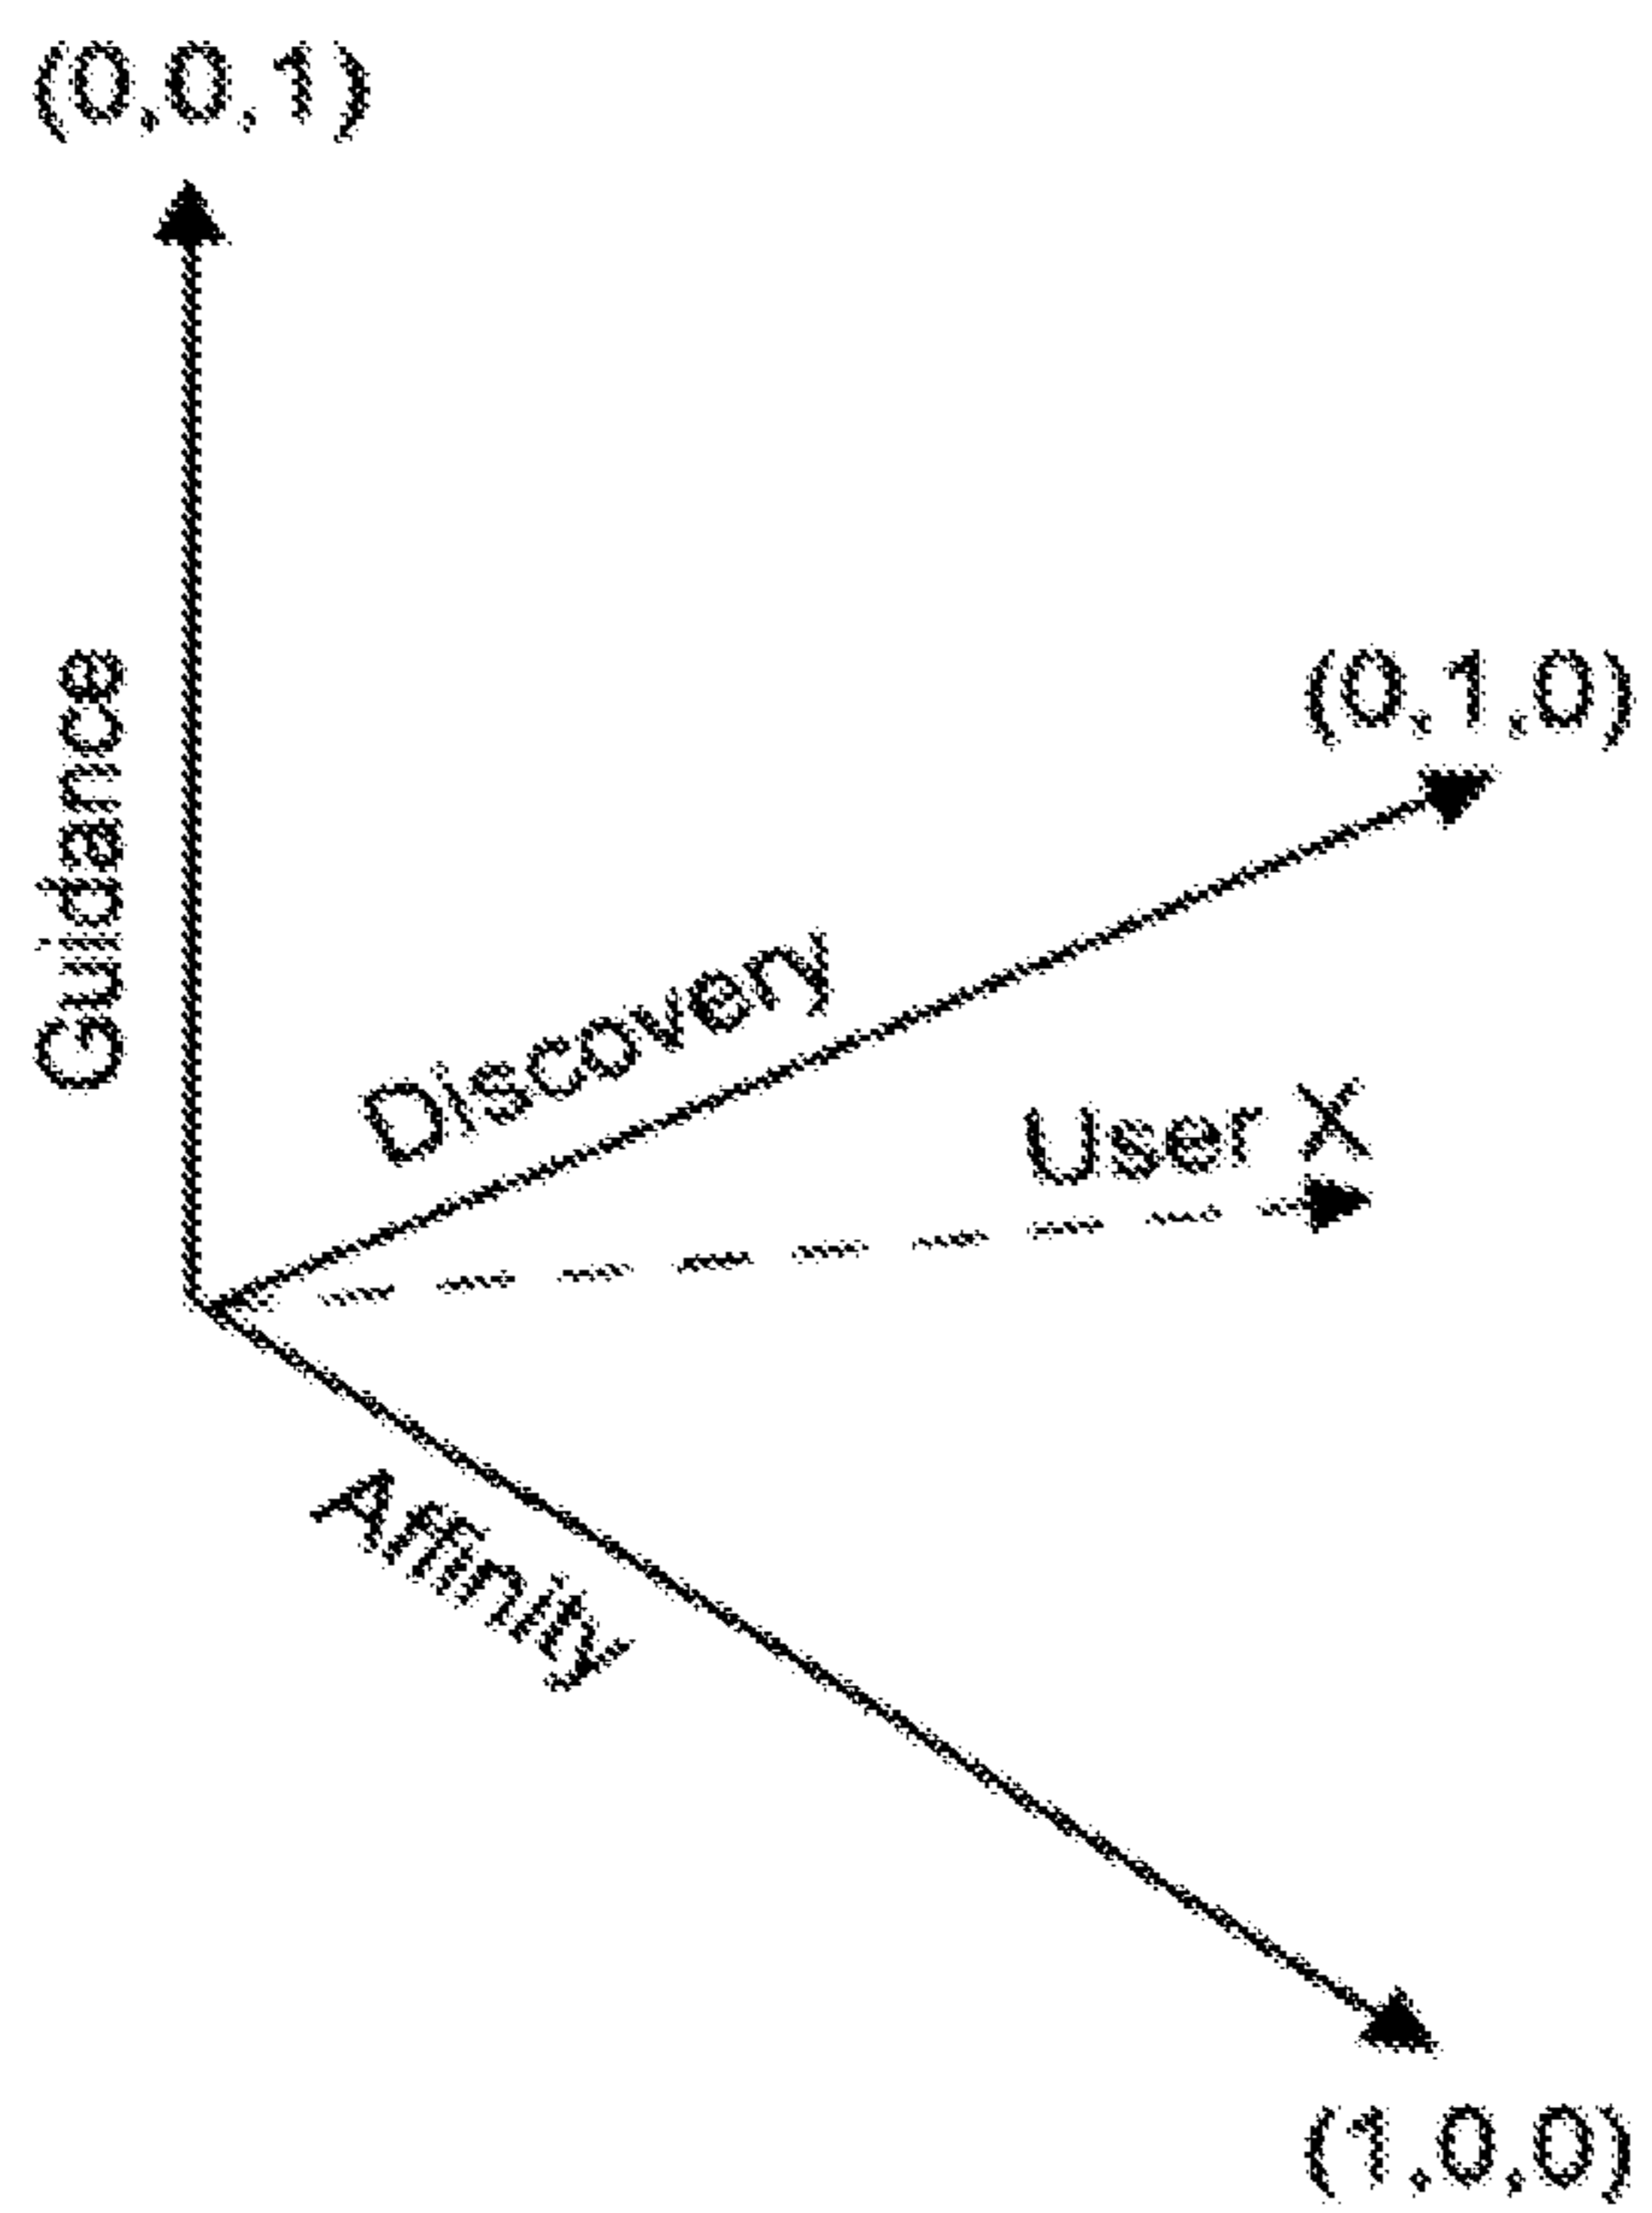 (0,0,1)
Guidance
(0,1,0)
Discovery
User X
Affinity
(1,0,0)